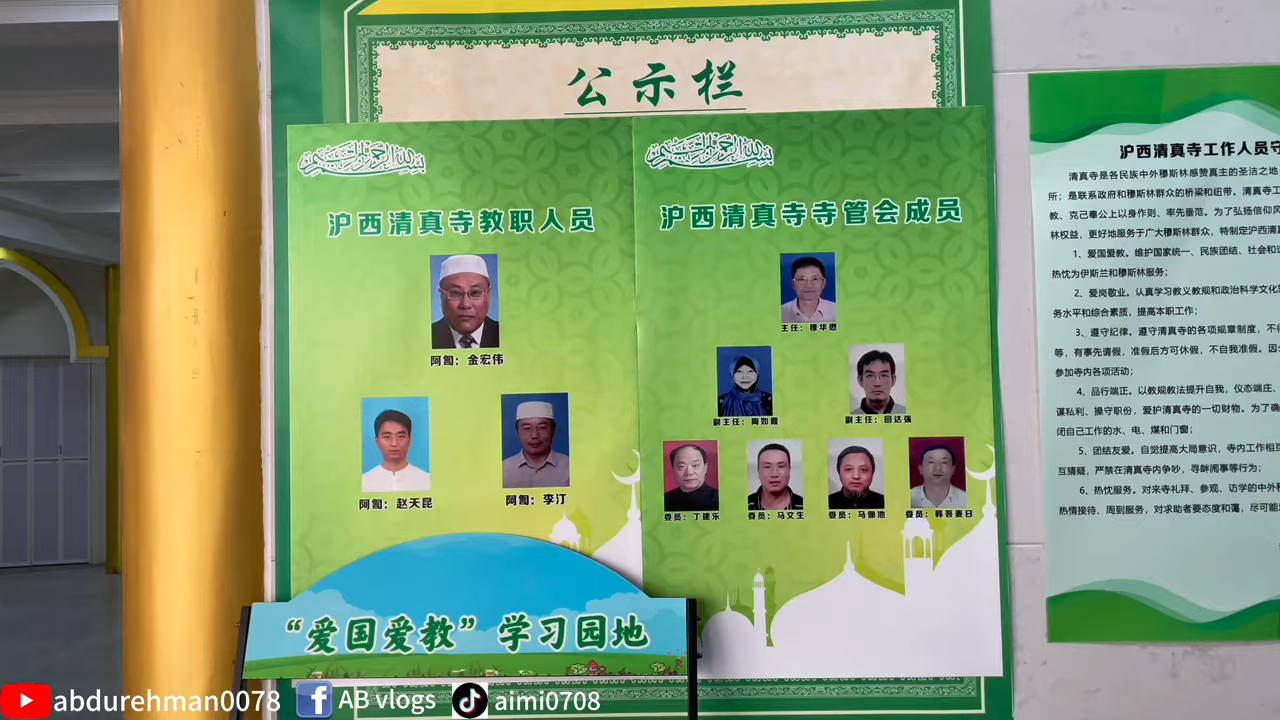 公示栏
沪西清真寺教职人员
阿訇：金宏伟
阿訇：赵天昆
阿訇：李汀
沪西清真寺寺管会成员
主任：穆华懋
副主任：陶如霞
副主任：回达强
委员：丁建乐
委员：马文生
委员：马侕池
委员：韩吾麦日
“爱国爱教”学习园地
沪西清真寺工作人员守
清真寺是各民族中外穆斯林感赞真主的圣洁之地
所；是联系政府和穆斯林群众的桥梁和纽带。清真寺工
教、克己奉公上以身作则、率先垂范。为了弘扬信仰风
林权益，更好地服务于广大穆斯林群众，特制定沪西清真
1、爱国爱教。维护国家统一、民族团结、社会和谐
热忱为伊斯兰和穆斯林服务；
2、爱岗敬业。认真学习教义教规和政治科学文化知
务水平和综合素质，提高本职工作；
3、遵守纪律。遵守清真寺的各项规章制度，不
等，有事先请假，准假后方可休假，不自我准假。因
参加寺内各项活动；
4、品行端正。以教规教法提升自我，仪态端庄、
谋私利、操守职份，爱护清真寺的一切财物。为了确
闭自己工作的水、电、煤和门窗；
5、团结友爱。自觉提高大局意识，寺内工作相互
互猜疑，严禁在清真寺内争吵，寻衅闹事等行为；
6、热忱服务。对来寺礼拜、参观、访学的中外
热情接待、周到服务，对求助者要态度和蔼，尽可能
abdurehman0078 AB vlogs aimi0708